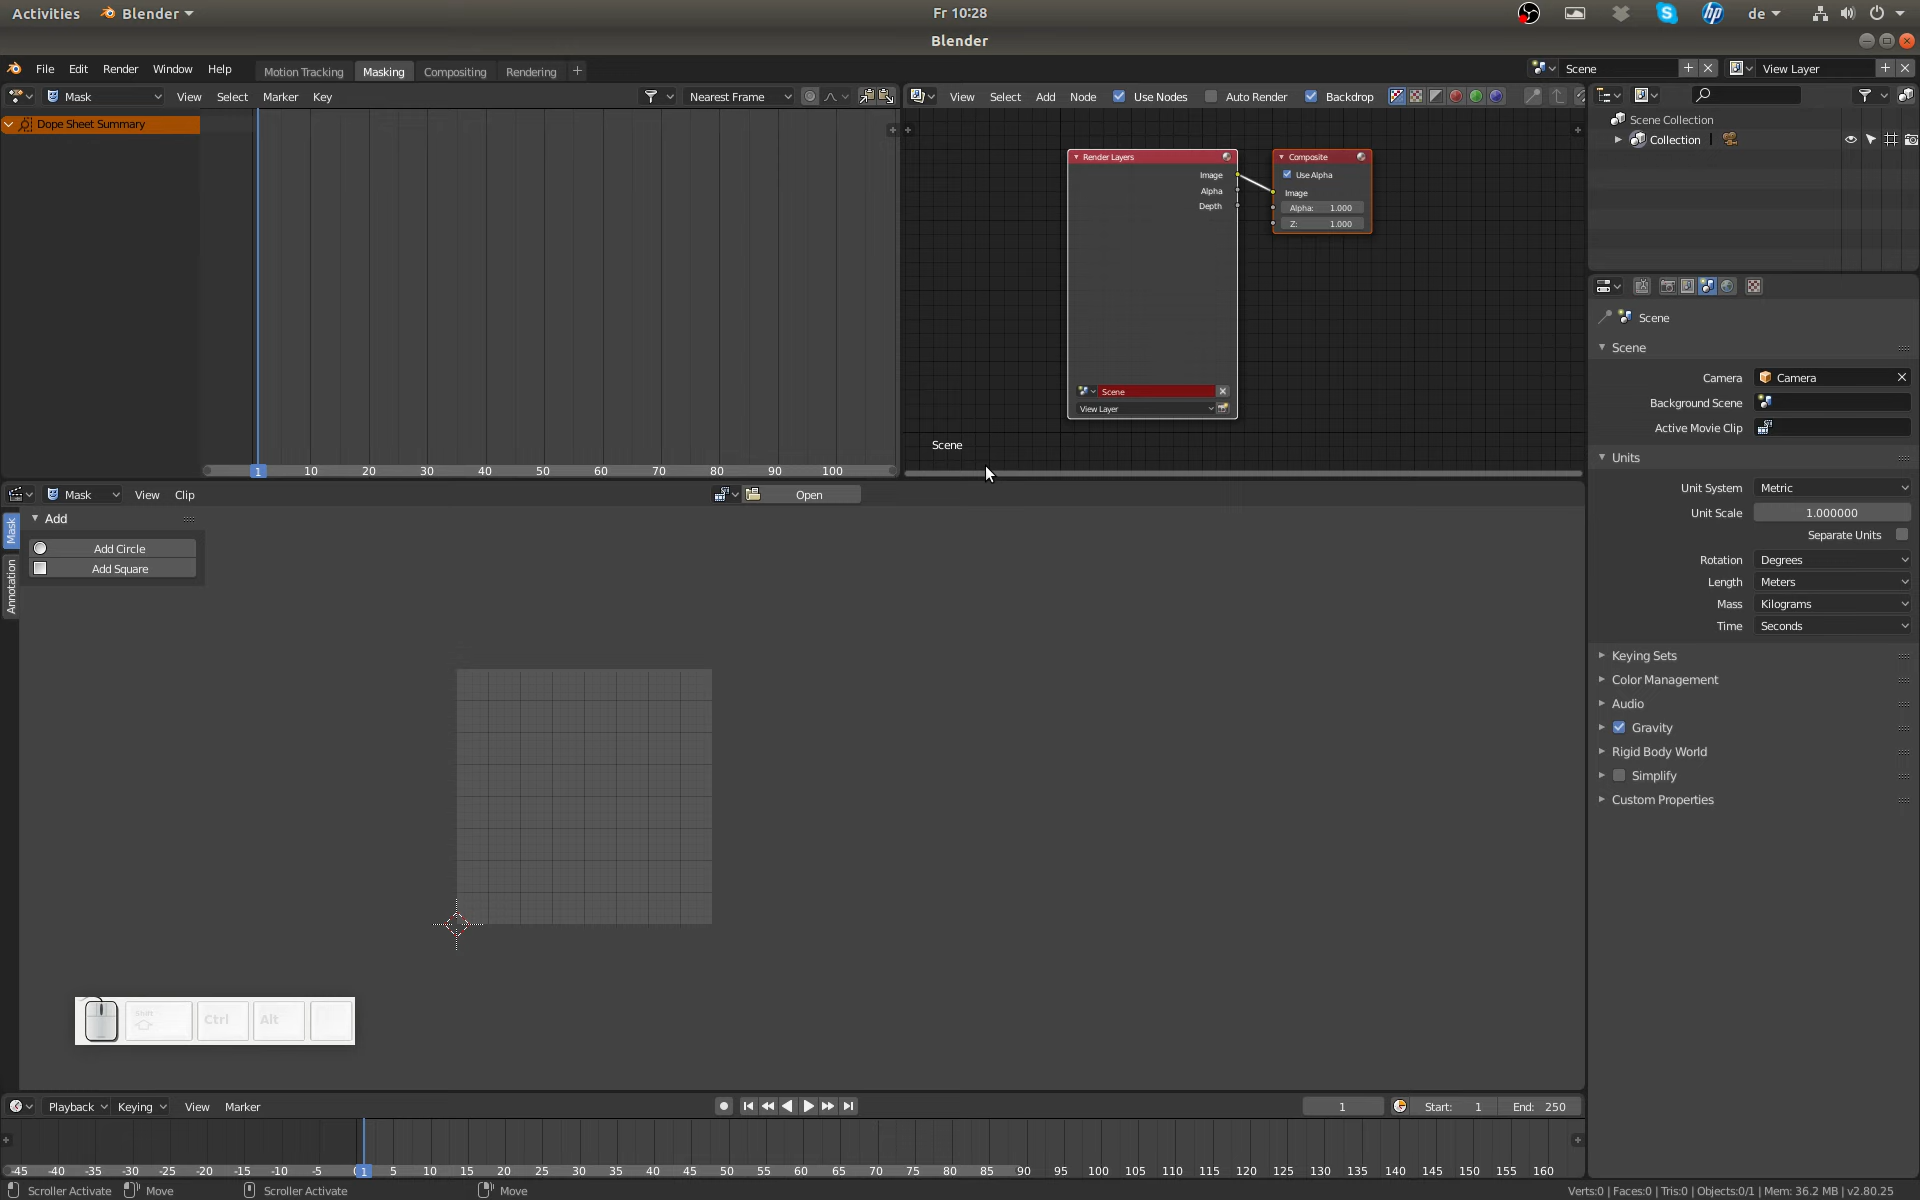 Activities Blender Fr 10:28 de
Blender
File Edit Render Window Help Motion Tracking Masking Compositing Rendering + Scene View Layer
Mask View Select Marker Key Nearest Frame
View Select Add Node Use Nodes Auto Render Backdrop
Dope Sheet Summary
Scene Collection
Collection
Render Layers
Image
Alpha
Depth
Scene
View Layer
Composite
Use Alpha
Image
Alpha: 1.000
Z: 1.000
Scene
1 10 20 30 40 50 60 70 80 90 100
Mask View Clip Open
Mask
Annotation
Add
Add Circle
Add Square
Scene
Scene
Camera Camera
Background Scene
Active Movie Clip
Units
Unit System Metric
Unit Scale 1.000000
Separate Units
Rotation Degrees
Length Meters
Mass Kilograms
Time Seconds
Keying Sets
Color Management
Audio
Gravity
Rigid Body World
Simplify
Custom Properties
Shift Ctrl Alt
Playback Keying View Marker 1 Start: 1 End: 250
-45 -40 -35 -30 -25 -20 -15 -10 -5 1 5 10 15 20 25 30 35 40 45 50 55 60 65 70 75 80 85 90 95 100 105 110 115 120 125 130 135 140 145 150 155 160
Scroller Activate Move Scroller Activate Move Verts:0 | Faces:0 | Tris:0 | Objects:0/1 | Mem: 36.2 MB | v2.80.25